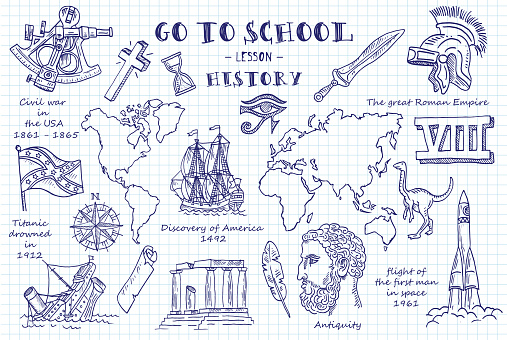 GO TO SCHOOL
- LESSON -
HISTORY
Civil war
in the USA
1861 - 1865
The great Roman Empire
VIII
Titanic
drowned
in
1912
Discovery of America
1492
flight of
the first man
in space
1961
Antiquity